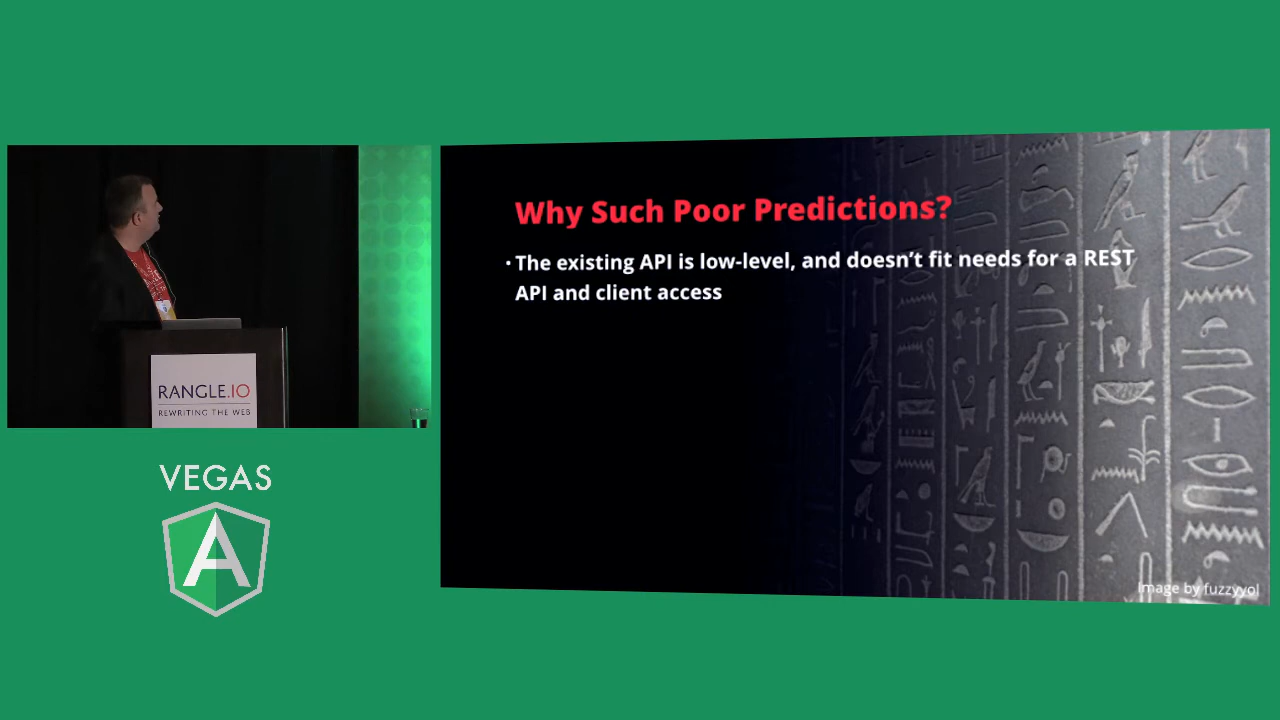 Why Such Poor Predictions?
· The existing API is low-level, and doesn’t fit needs for a REST
API and client access
Image by fuzzyvol
RANGLE.IO
REWRITING THE WEB
VEGAS
A